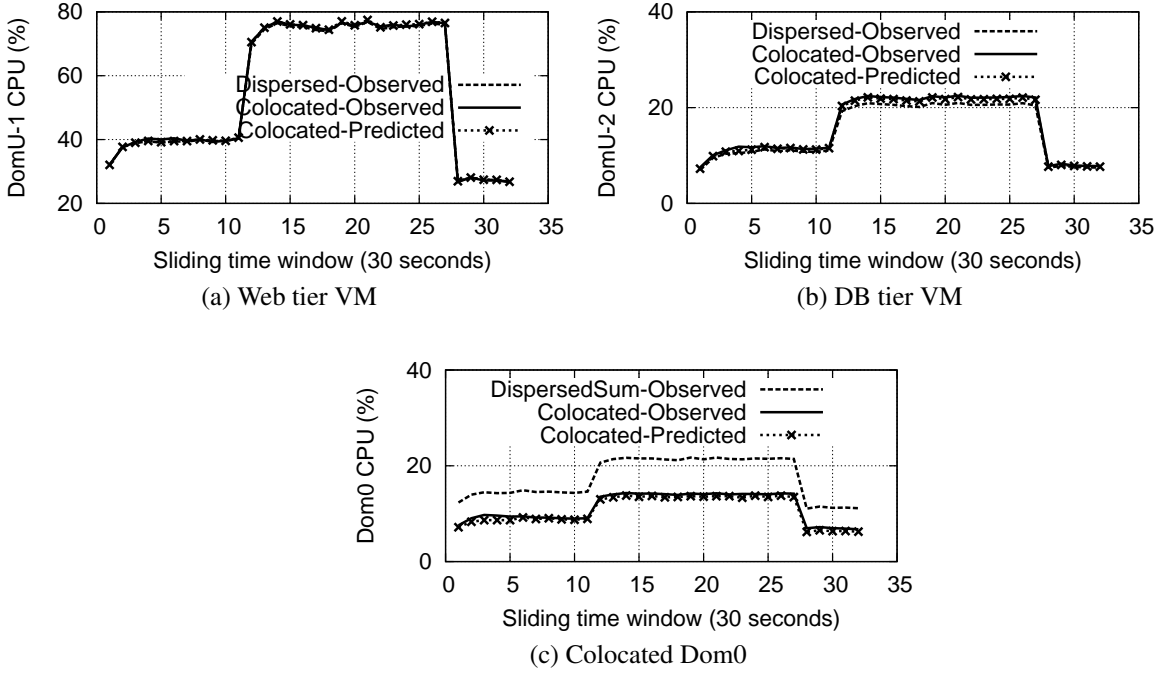 80
60
40
20
DomU-1 CPU (%)
Dispersed-Observed
Colocated-Observed
Colocated-Predicted
0 5 10 15 20 25 30 35
Sliding time window (30 seconds)
(a) Web tier VM
40
20
0
DomU-2 CPU (%)
Dispersed-Observed
Colocated-Observed
Colocated-Predicted
0 5 10 15 20 25 30 35
Sliding time window (30 seconds)
(b) DB tier VM
40
20
0
Dom0 CPU (%)
DispersedSum-Observed
Colocated-Observed
Colocated-Predicted
0 5 10 15 20 25 30 35
Sliding time window (30 seconds)
(c) Colocated Dom0